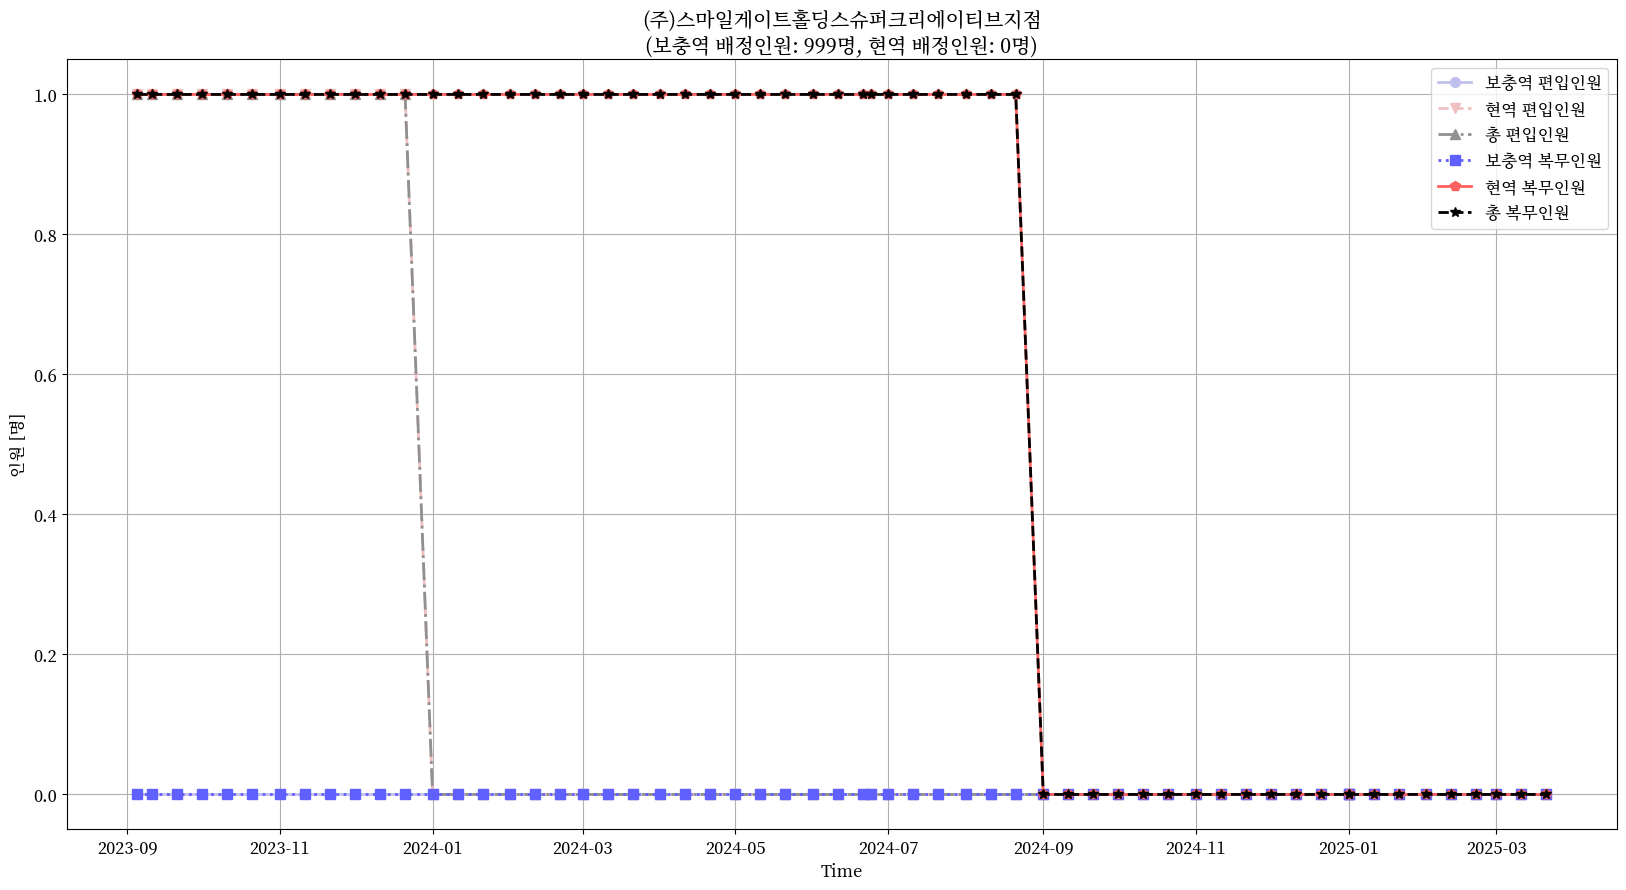 (주)스마일게이트홀딩스슈퍼크리에이티브지점
(보충역 배정인원: 999명, 현역 배정인원: 0명)
보충역 편입인원
현역 편입인원
총 편입인원
보충역 복무인원
현역 복무인원
총 복무인원
인원 [명]
1.0
0.8
0.6
0.4
0.2
0.0
2023-09 2023-11 2024-01 2024-03 2024-05 2024-07 2024-09 2024-11 2025-01 2025-03
Time